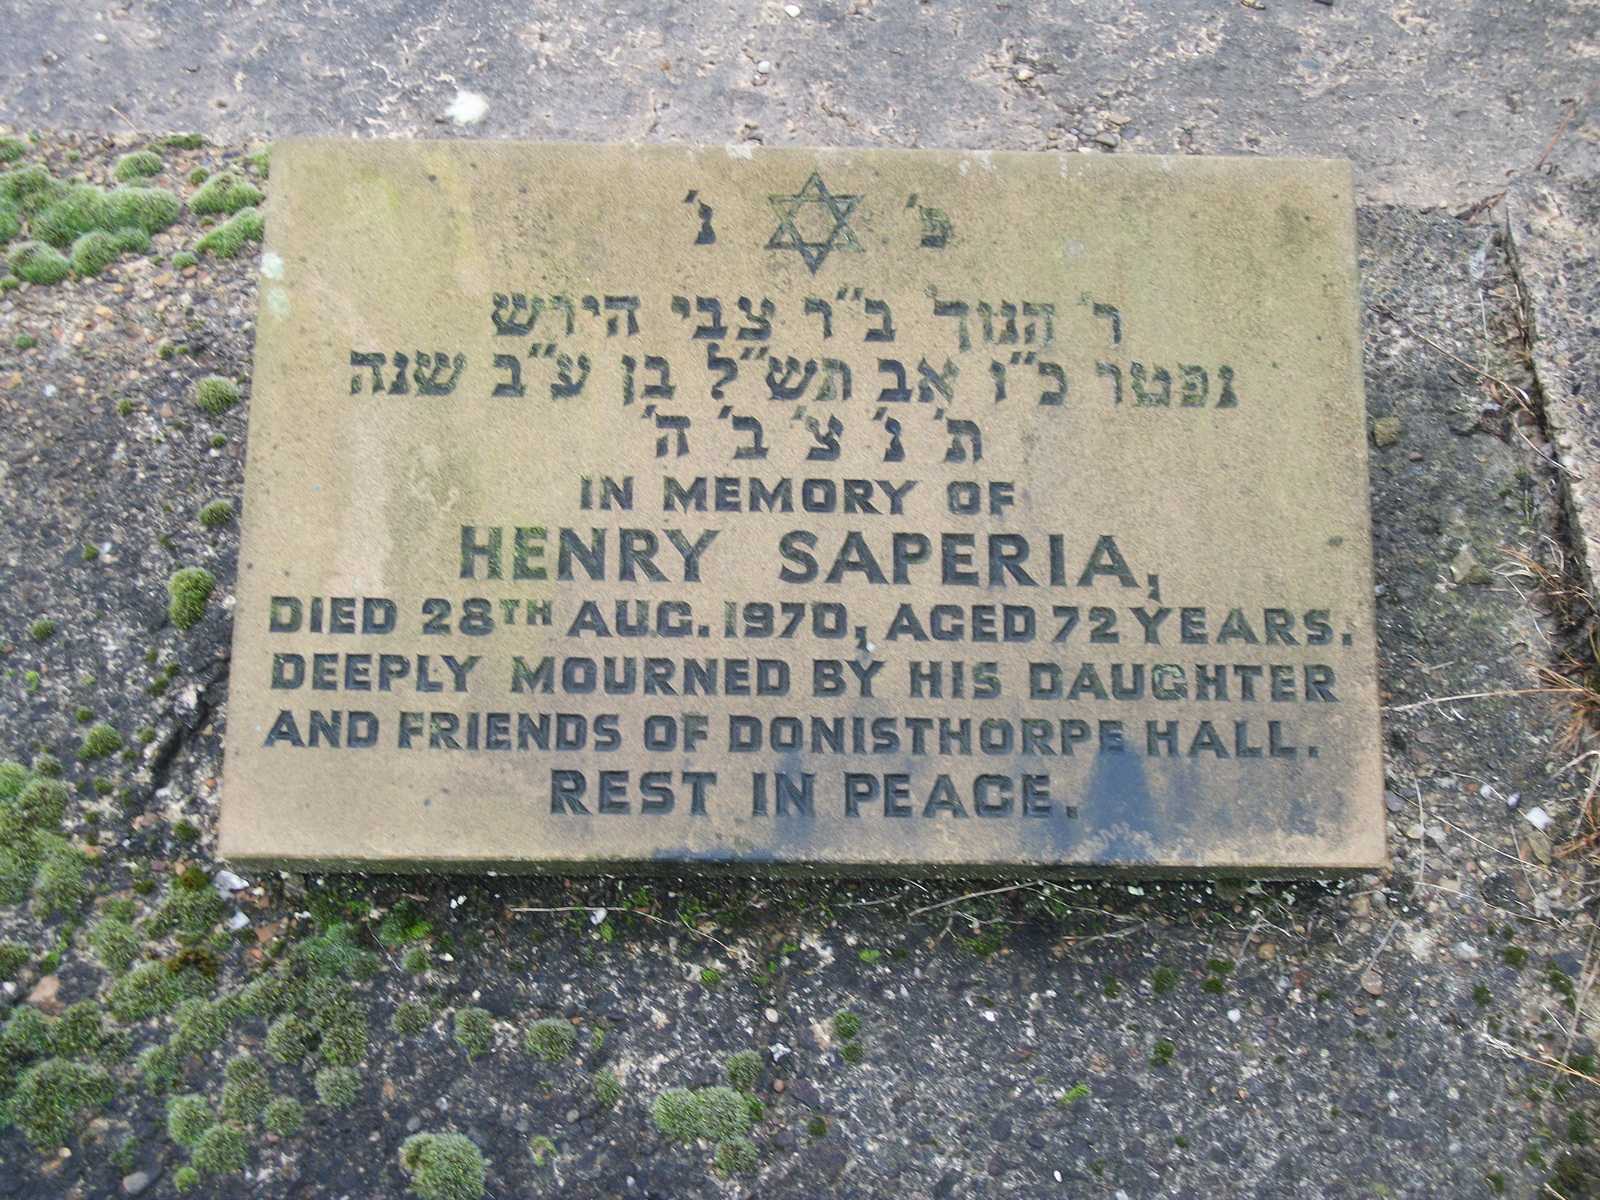 פ' נ'
ר' הנוך ב"ר צבי הירש
נפטר כ"ו אב תש"ל בן ע"ב שנה
ת' נ' צ' ב' ה'
IN MEMORY OF
HENRY SAPERIA,
DIED 28TH AUG. 1970, AGED 72 YEARS.
DEEPLY MOURNED BY HIS DAUGHTER
AND FRIENDS OF DONISTHORPE HALL.
REST IN PEACE.